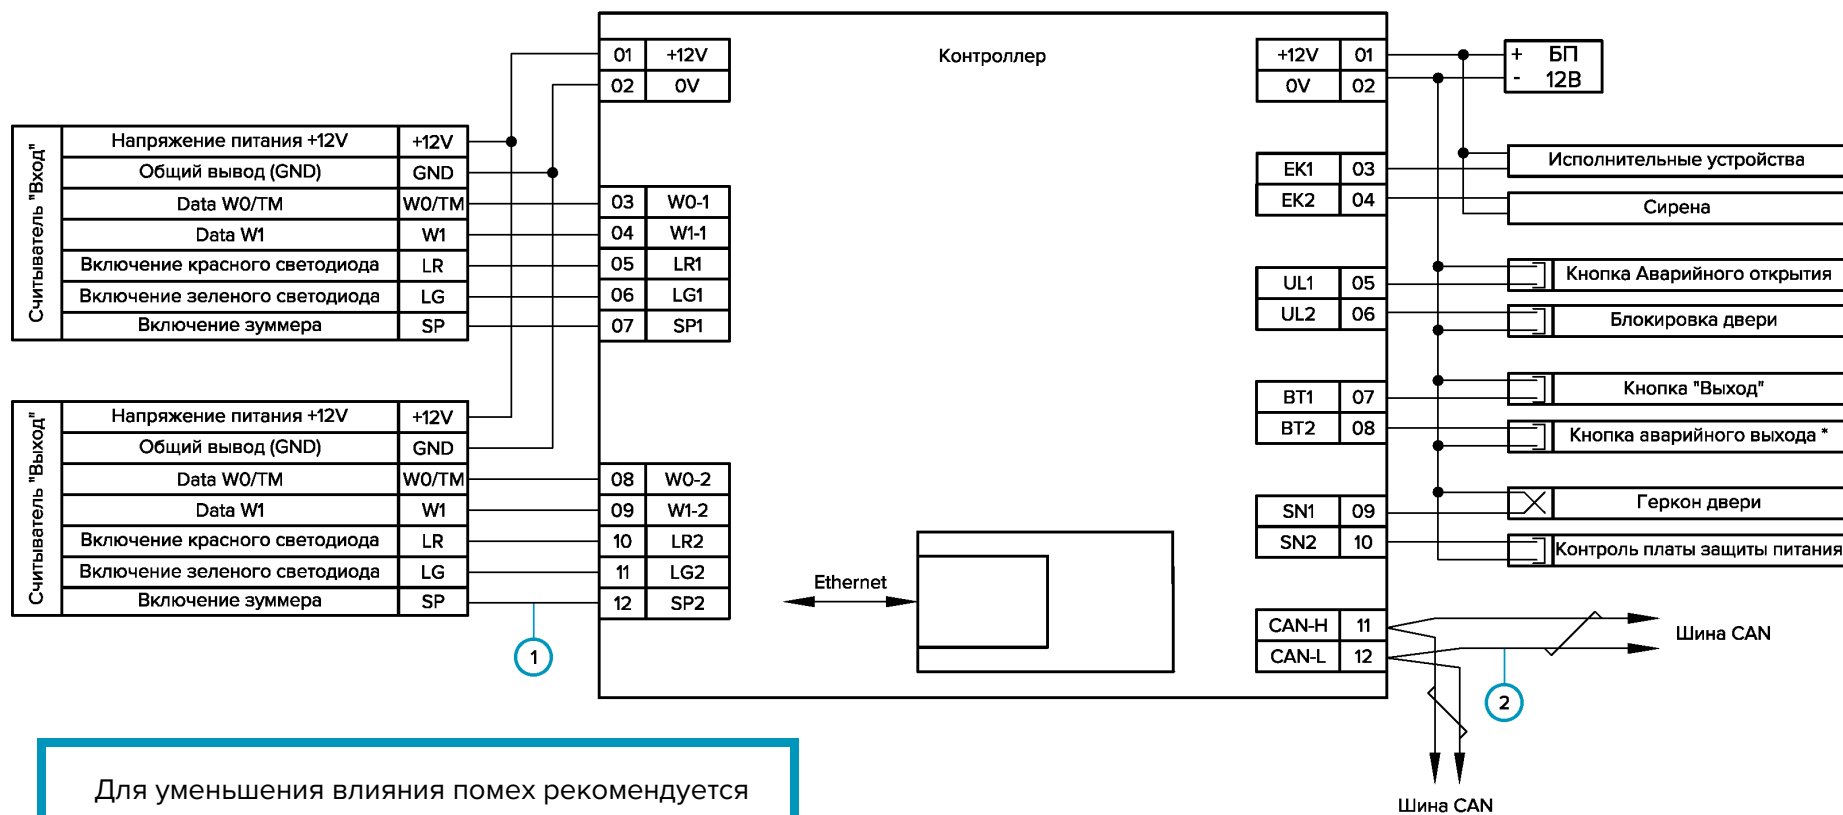 Контроллер
01 +12V
02 0V
Считыватель "Вход"
Напряжение питания +12V +12V
Общий вывод (GND) GND
Data W0/TM W0/TM
Data W1 W1
Включение красного светодиода LR
Включение зеленого светодиода LG
Включение зуммера SP
03 W0-1
04 W1-1
05 LR1
06 LG1
07 SP1
Считыватель "Выход"
Напряжение питания +12V +12V
Общий вывод (GND) GND
Data W0/TM W0/TM
Data W1 W1
Включение красного светодиода LR
Включение зеленого светодиода LG
Включение зуммера SP
08 W0-2
09 W1-2
10 LR2
11 LG2
12 SP2
1
Ethernet
+12V 01
0V 02
+ БП
- 12В
EK1 03
EK2 04
Исполнительные устройства
Сирена
UL1 05
UL2 06
Кнопка Аварийного открытия
Блокировка двери
BT1 07
BT2 08
Кнопка "Выход"
Кнопка аварийного выхода *
SN1 09
SN2 10
Геркон двери
Контроль платы защиты питания
CAN-H 11
CAN-L 12
Шина CAN
2
Шина CAN
Для уменьшения влияния помех рекомендуется